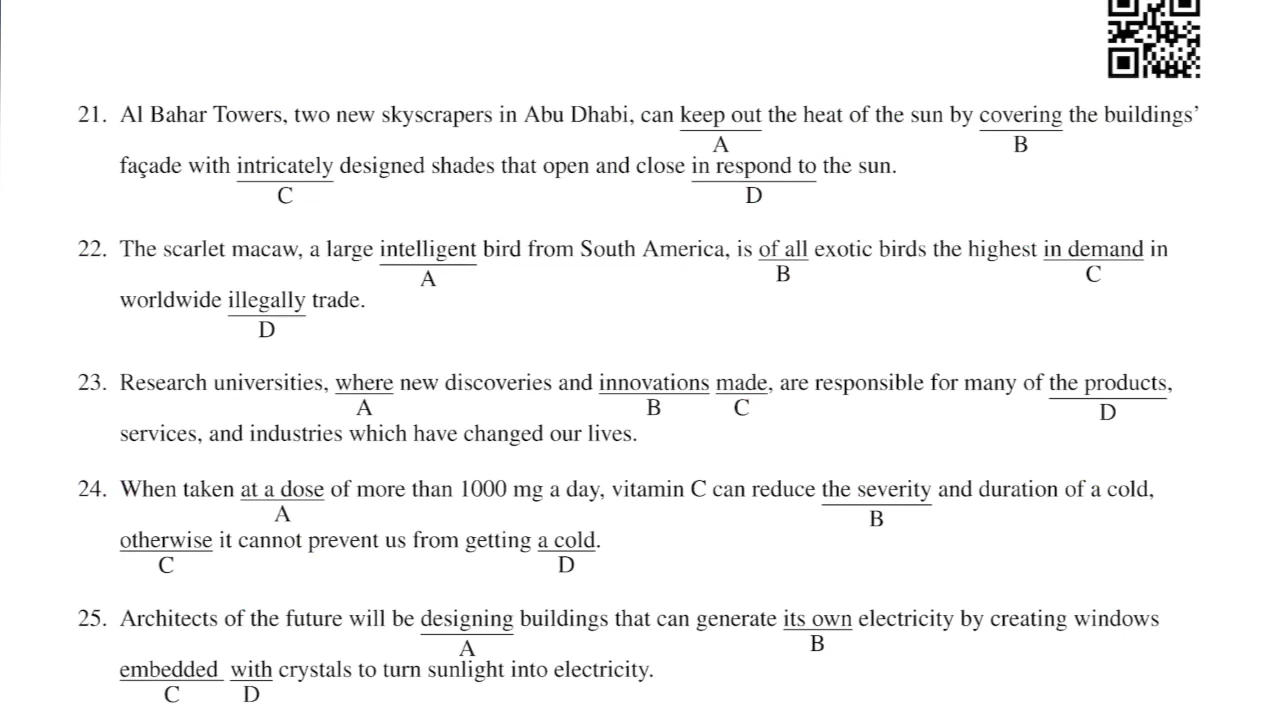 21. Al Bahar Towers, two new skyscrapers in Abu Dhabi, can keep out the heat of the sun by covering the buildings’
A B
façade with intricately designed shades that open and close in respond to the sun.
C D
22. The scarlet macaw, a large intelligent bird from South America, is of all exotic birds the highest in demand in
A B C
worldwide illegally trade.
D
23. Research universities, where new discoveries and innovations made, are responsible for many of the products,
A B C D
services, and industries which have changed our lives.
24. When taken at a dose of more than 1000 mg a day, vitamin C can reduce the severity and duration of a cold,
A B
otherwise it cannot prevent us from getting a cold.
C D
25. Architects of the future will be designing buildings that can generate its own electricity by creating windows
A B
embedded with crystals to turn sunlight into electricity.
C D